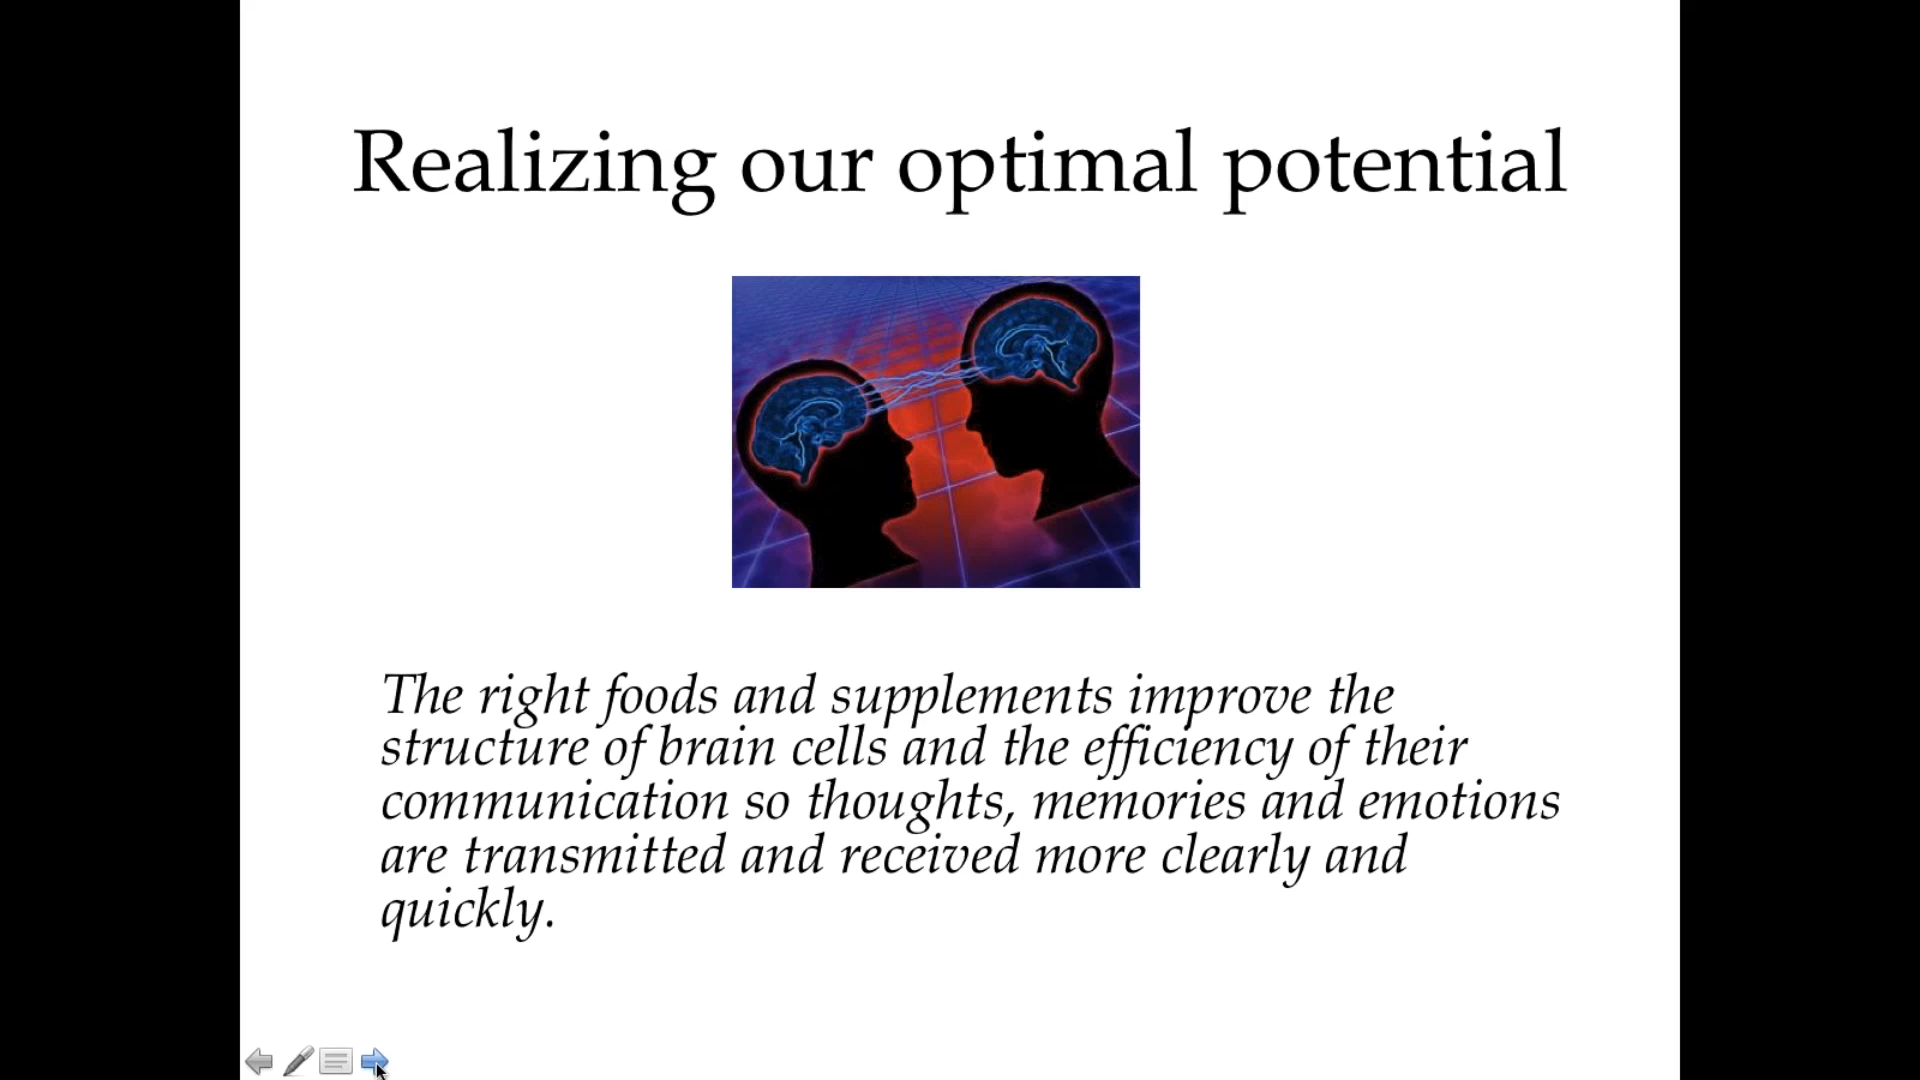 Realizing our optimal potential
The right foods and supplements improve the
structure of brain cells and the efficiency of their
communication so thoughts, memories and emotions
are transmitted and received more clearly and
quickly.